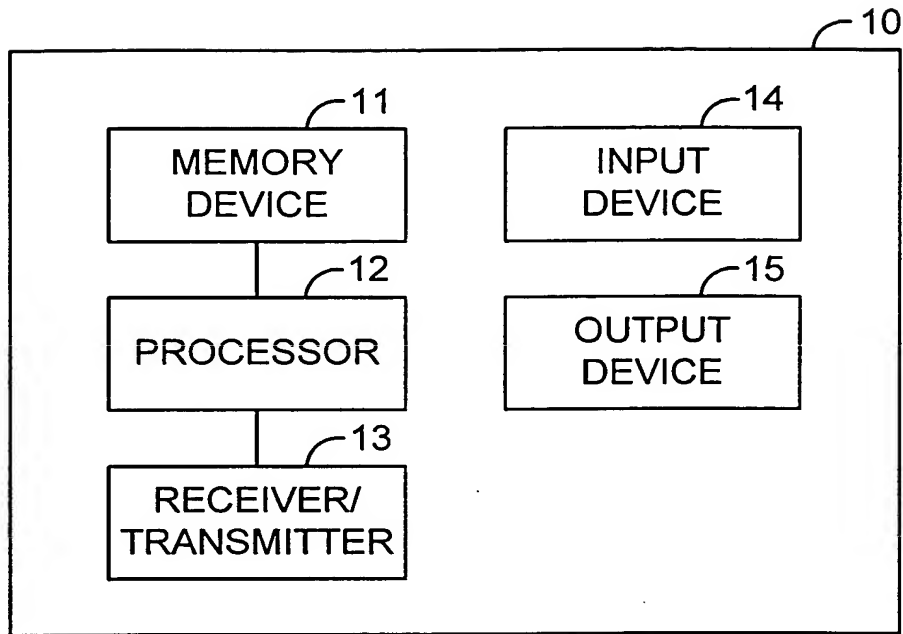 10
11
MEMORY
DEVICE
12
PROCESSOR
13
RECEIVER/
TRANSMITTER
14
INPUT
DEVICE
15
OUTPUT
DEVICE